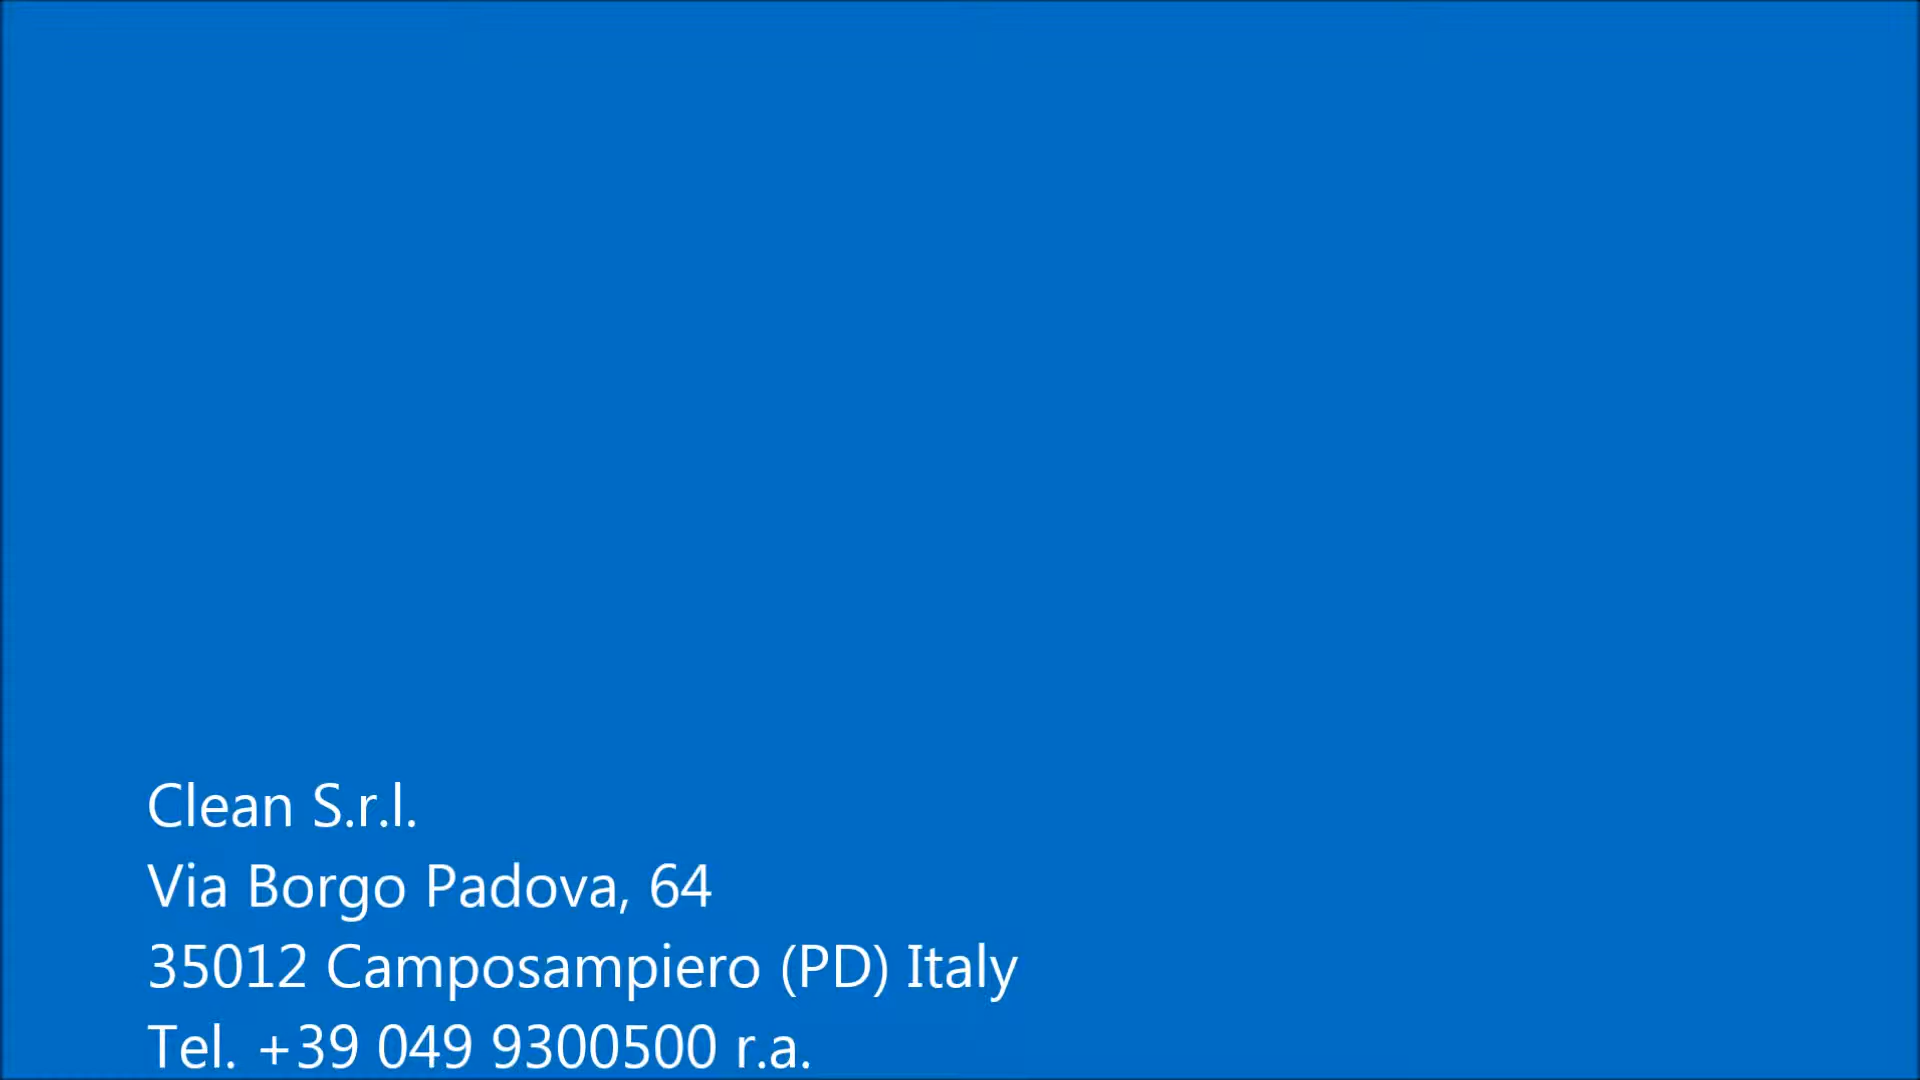 Clean S.r.l.
Via Borgo Padova, 64
35012 Camposampiero (PD) Italy
Tel. +39 049 9300500 r.a.